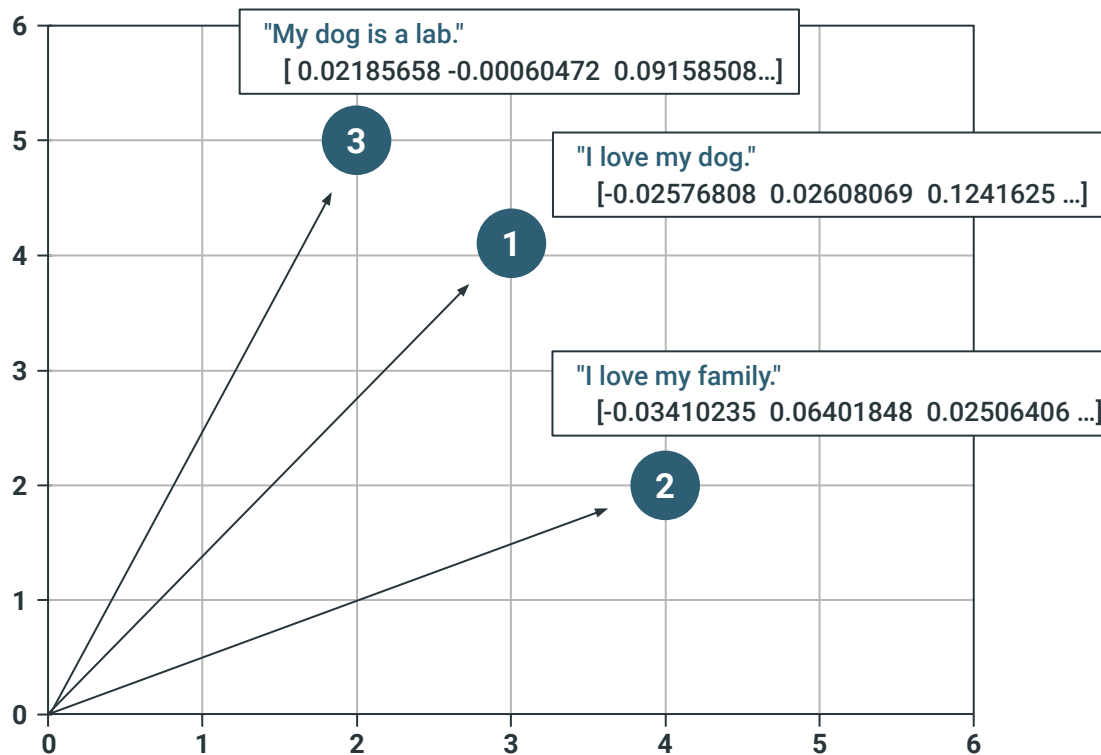 6
"My dog is a lab."
[ 0.02185658 -0.00060472 0.09158508…]
5
3
"I love my dog."
[-0.02576808 0.02608069 0.1241625 …]
4
1
3
"I love my family."
[-0.03410235 0.06401848 0.02506406 …]
2
2
1
0
0 1 2 3 4 5 6